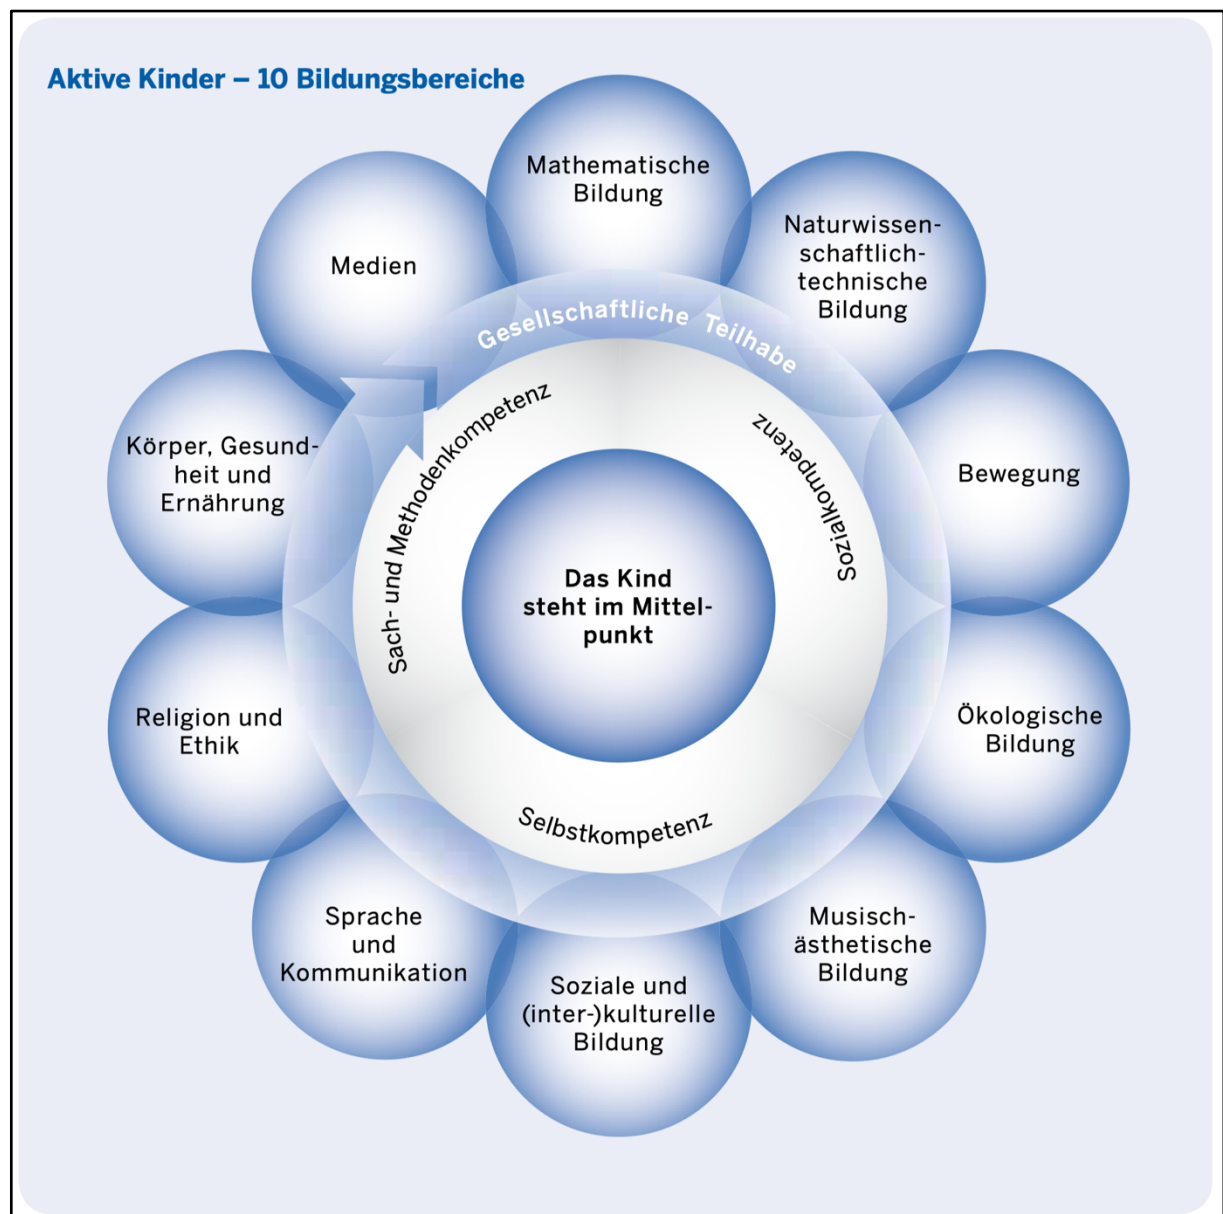 Aktive Kinder – 10 Bildungsbereiche
Mathematische
Bildung
Naturwissen-
schaftlich-
technische
Bildung
Medien
Gesellschaftliche Teilhabe
Sach- und Methodenkompetenz
Sozialkompetenz
Körper, Gesund-
heit und
Ernährung
Bewegung
Das Kind
steht im Mittel-
punkt
Religion und
Ethik
Ökologische
Bildung
Selbstkompetenz
Sprache
und
Kommunikation
Musisch-
ästhetische
Bildung
Soziale und
(inter-)kulturelle
Bildung